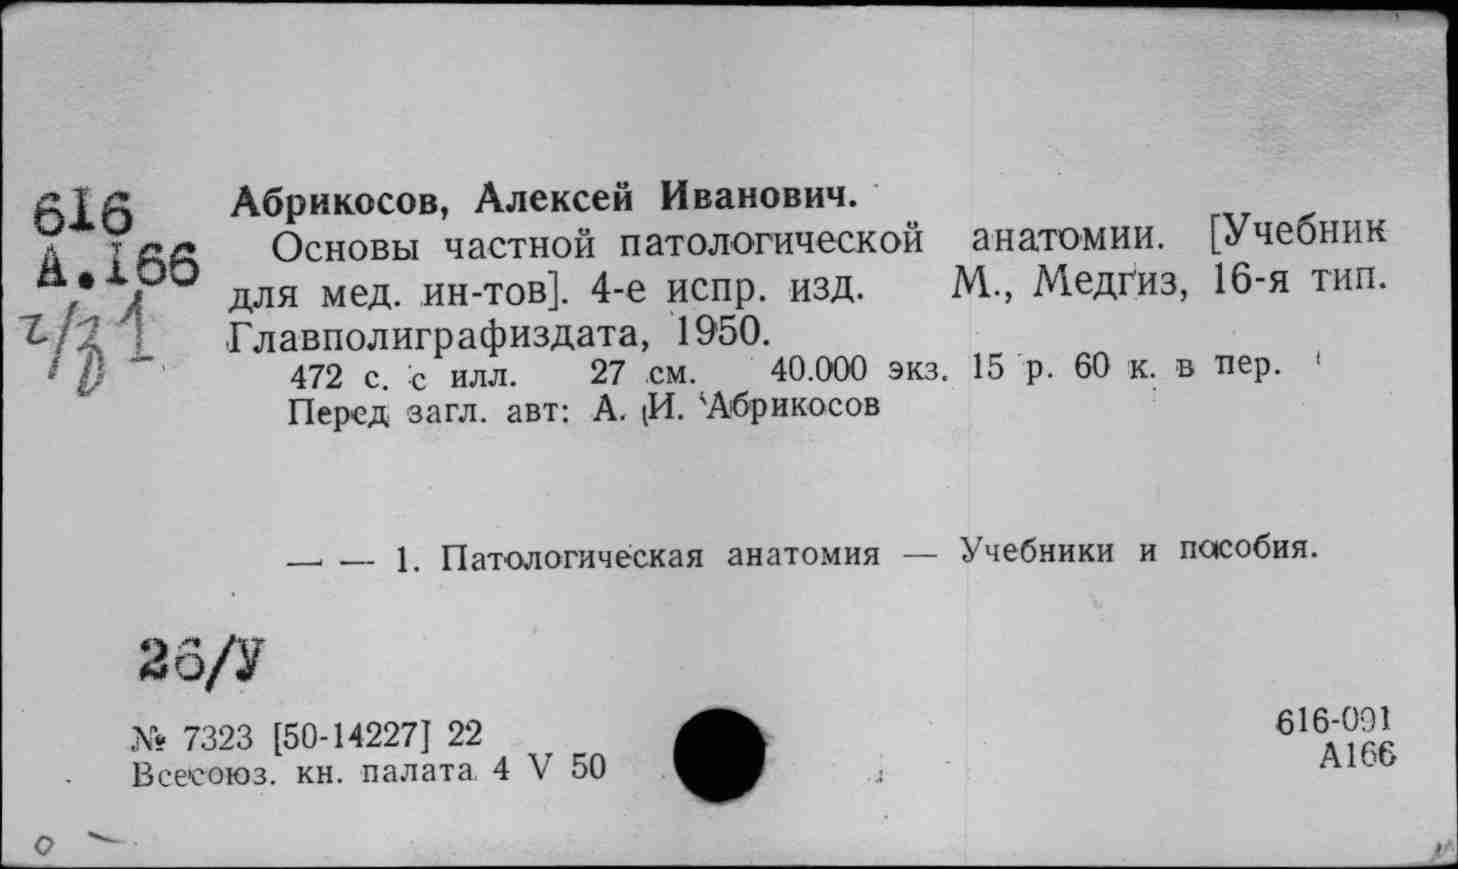 616
А.166
Абрикосов, Алексей Иванович.
Основы частной патологической анатомии. [Учебник
для мед. ин-тов]. 4-е испр. изд. М., Медгиз, 16-я тип.
Главполиграфиздата, 1950.
472 с. с илл. 27 см. 40.000 экз. 15 р. 60 к. в пер.
Перед загл. авт: А. И. Абрикосов
— — 1. Патологическая анатомия — Учебники и пособия.
26/У
№ 7323 [50-14227] 22
Всесоюз. кн. палата 4 V 50
616-091
А166